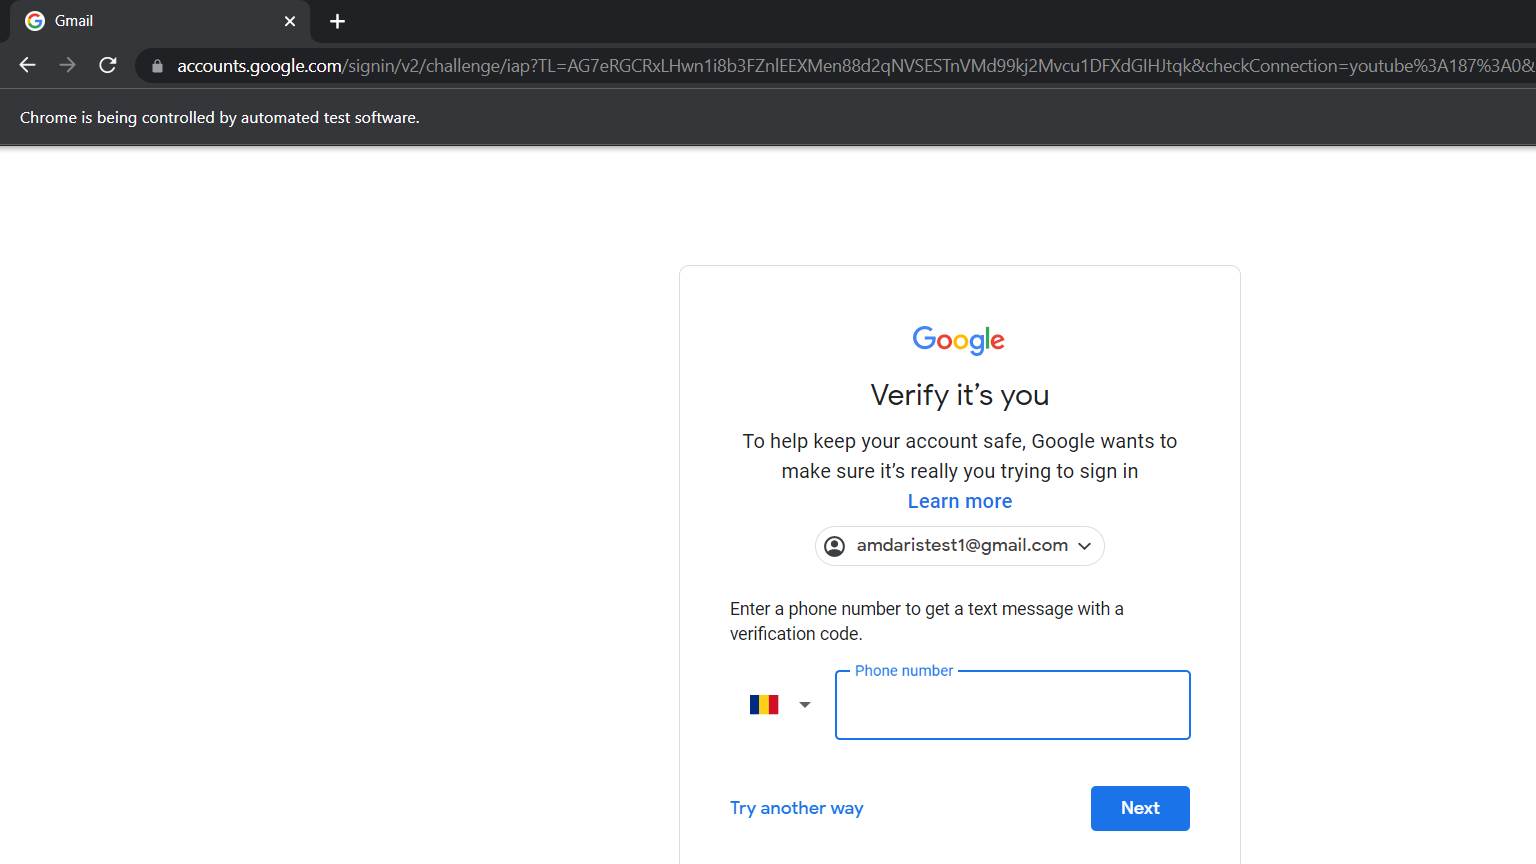 Gmail
accounts.google.com/signin/v2/challenge/iap?TL=AG7eRGCRxLHwn1i8b3FZnlEEXMen88d2qNVSESTnVMd99kj2Mvcu1DFXdGIHJtqk&checkConnection=youtube%3A187%3A0&
Chrome is being controlled by automated test software.
Google
Verify it's you
To help keep your account safe, Google wants to
make sure it's really you trying to sign in
Learn more
amdaristest1@gmail.com
Enter a phone number to get a text message with a
verification code.
Phone number
Try another way
Next